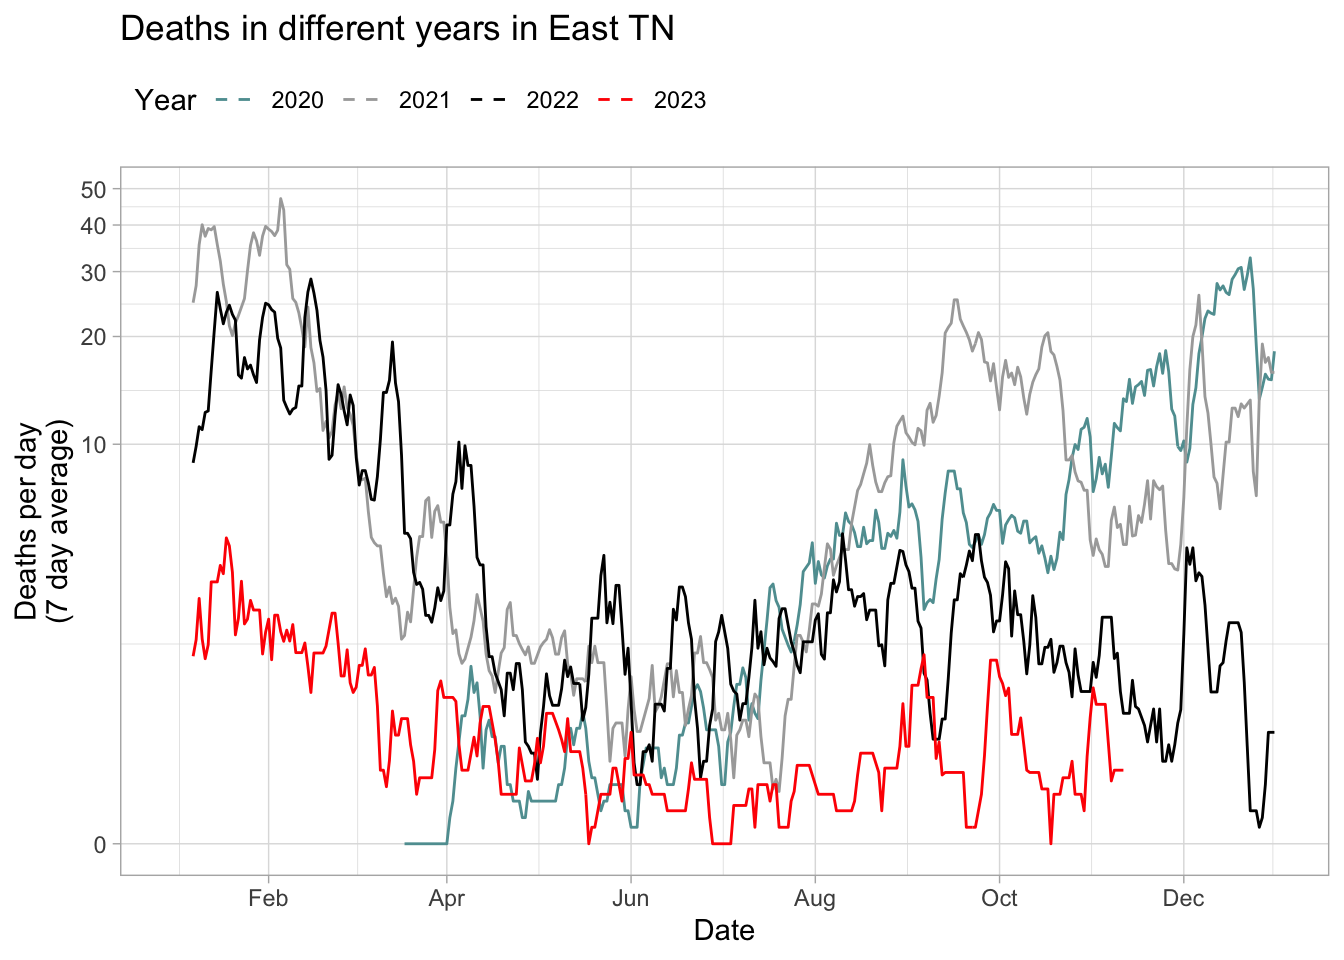 Deaths in different years in East TN
Year 2020 2021 2022 2023
50
40
30
20
10
0
Deaths per day
(7 day average)
Feb Apr Jun Aug Oct Dec
Date